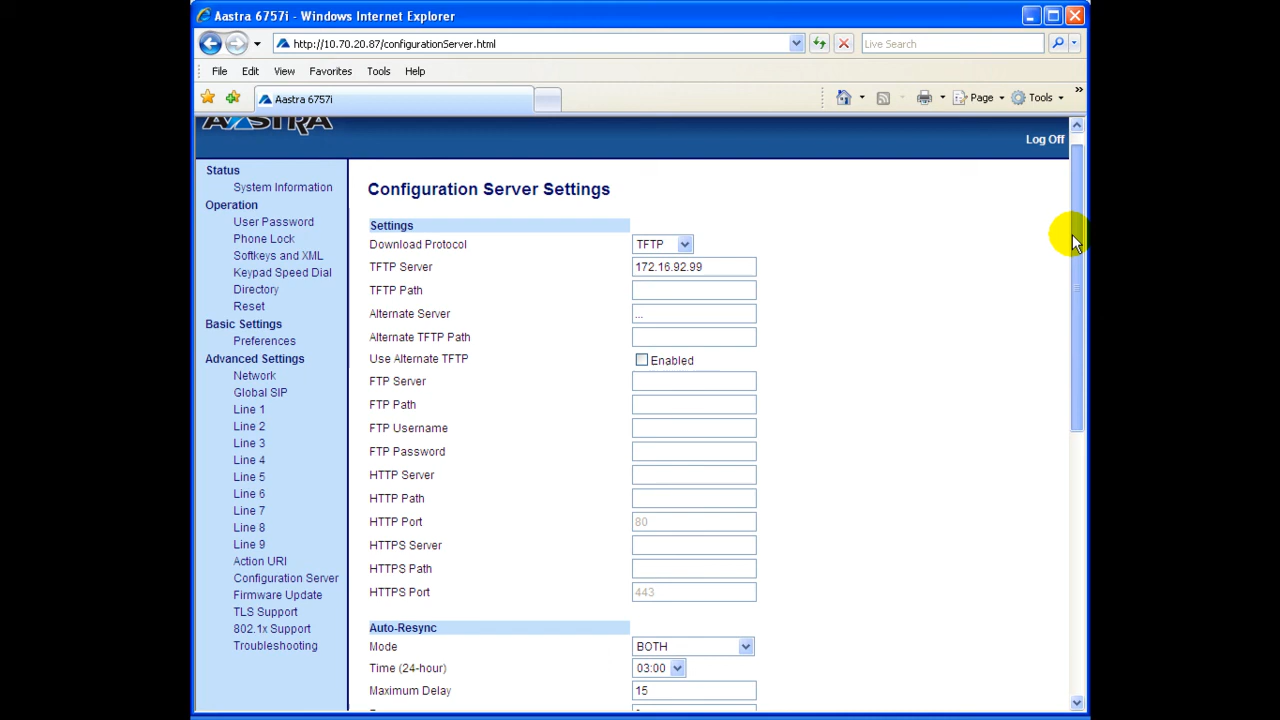 Aastra 6757i - Windows Internet Explorer
http://10.70.20.87/configurationServer.html
Live Search
File Edit View Favorites Tools Help
Aastra 6757i
Page Tools »
AASTRA
Log Off
Status
System Information
Operation
User Password
Phone Lock
Softkeys and XML
Keypad Speed Dial
Directory
Reset
Basic Settings
Preferences
Advanced Settings
Network
Global SIP
Line 1
Line 2
Line 3
Line 4
Line 5
Line 6
Line 7
Line 8
Line 9
Action URI
Configuration Server
Firmware Update
TLS Support
802.1x Support
Troubleshooting
Configuration Server Settings
Settings
Download Protocol TFTP
TFTP Server 172.16.92.99
TFTP Path
Alternate Server ...
Alternate TFTP Path
Use Alternate TFTP Enabled
FTP Server
FTP Path
FTP Username
FTP Password
HTTP Server
HTTP Path
HTTP Port 80
HTTPS Server
HTTPS Path
HTTPS Port 443
Auto-Resync
Mode BOTH
Time (24-hour) 03:00
Maximum Delay 15